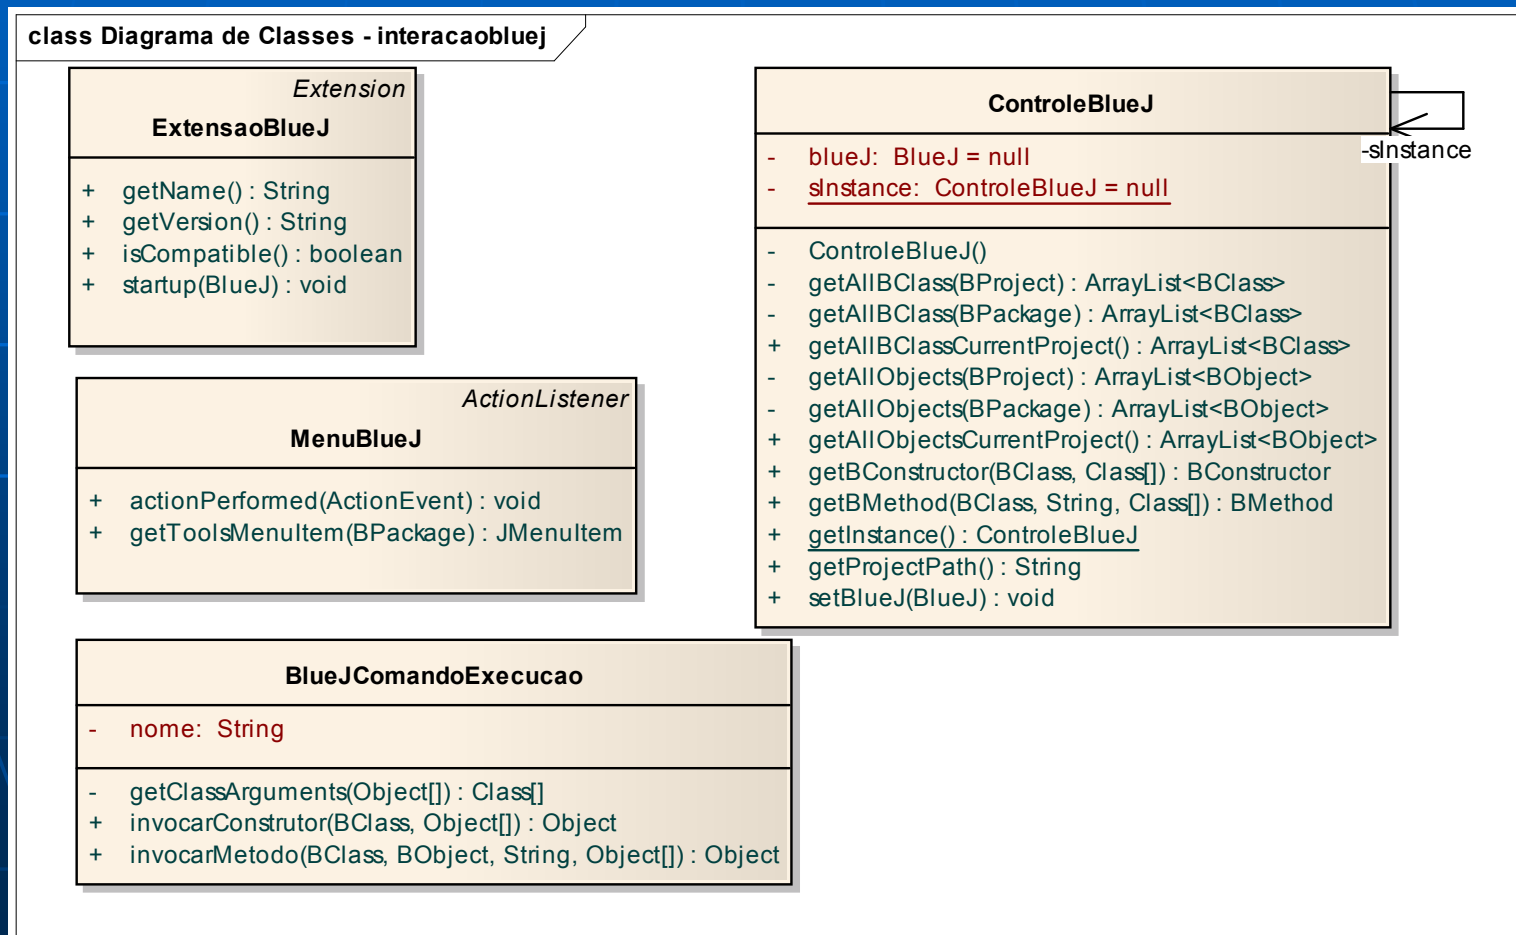 class Diagrama de Classes - interacaobluej
Extension
ExtensaoBlueJ
+ getName() : String
+ getVersion() : String
+ isCompatible() : boolean
+ startup(BlueJ) : void
ActionListener
MenuBlueJ
+ actionPerformed(ActionEvent) : void
+ getToolsMenuItem(BPackage) : JMenuItem
BlueJComandoExecucao
- nome: String
- getClassArguments(Object[]) : Class[]
+ invocarConstrutor(BClass, Object[]) : Object
+ invocarMetodo(BClass, BObject, String, Object[]) : Object
ControleBlueJ
- blueJ: BlueJ = null
- sInstance: ControleBlueJ = null
- ControleBlueJ()
- getAllBClass(BProject) : ArrayList<BClass>
- getAllBClass(BPackage) : ArrayList<BClass>
+ getAllBClassCurrentProject() : ArrayList<BClass>
- getAllObjects(BProject) : ArrayList<BObject>
- getAllObjects(BPackage) : ArrayList<BObject>
+ getAllObjectsCurrentProject() : ArrayList<BObject>
+ getBConstructor(BClass, Class[]) : BConstructor
+ getBMethod(BClass, String, Class[]) : BMethod
+ getInstance() : ControleBlueJ
+ getProjectPath() : String
+ setBlueJ(BlueJ) : void
-sInstance